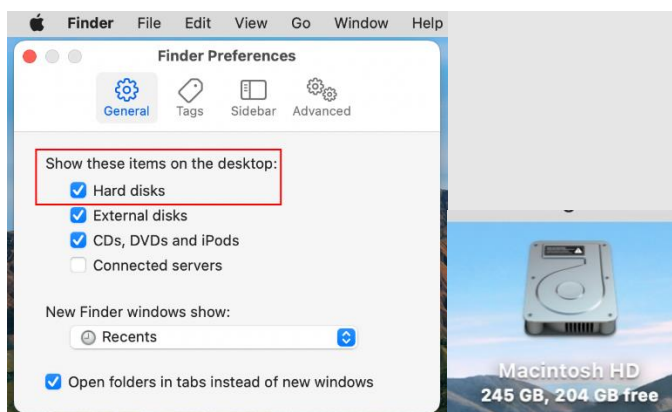 Finder File Edit View Go Window Help
Finder Preferences
General Tags Sidebar Advanced
Show these items on the desktop:
Hard disks
External disks
CDs, DVDs and iPods
Connected servers
New Finder windows show:
Recents
Open folders in tabs instead of new windows
Macintosh HD
245 GB, 204 GB free